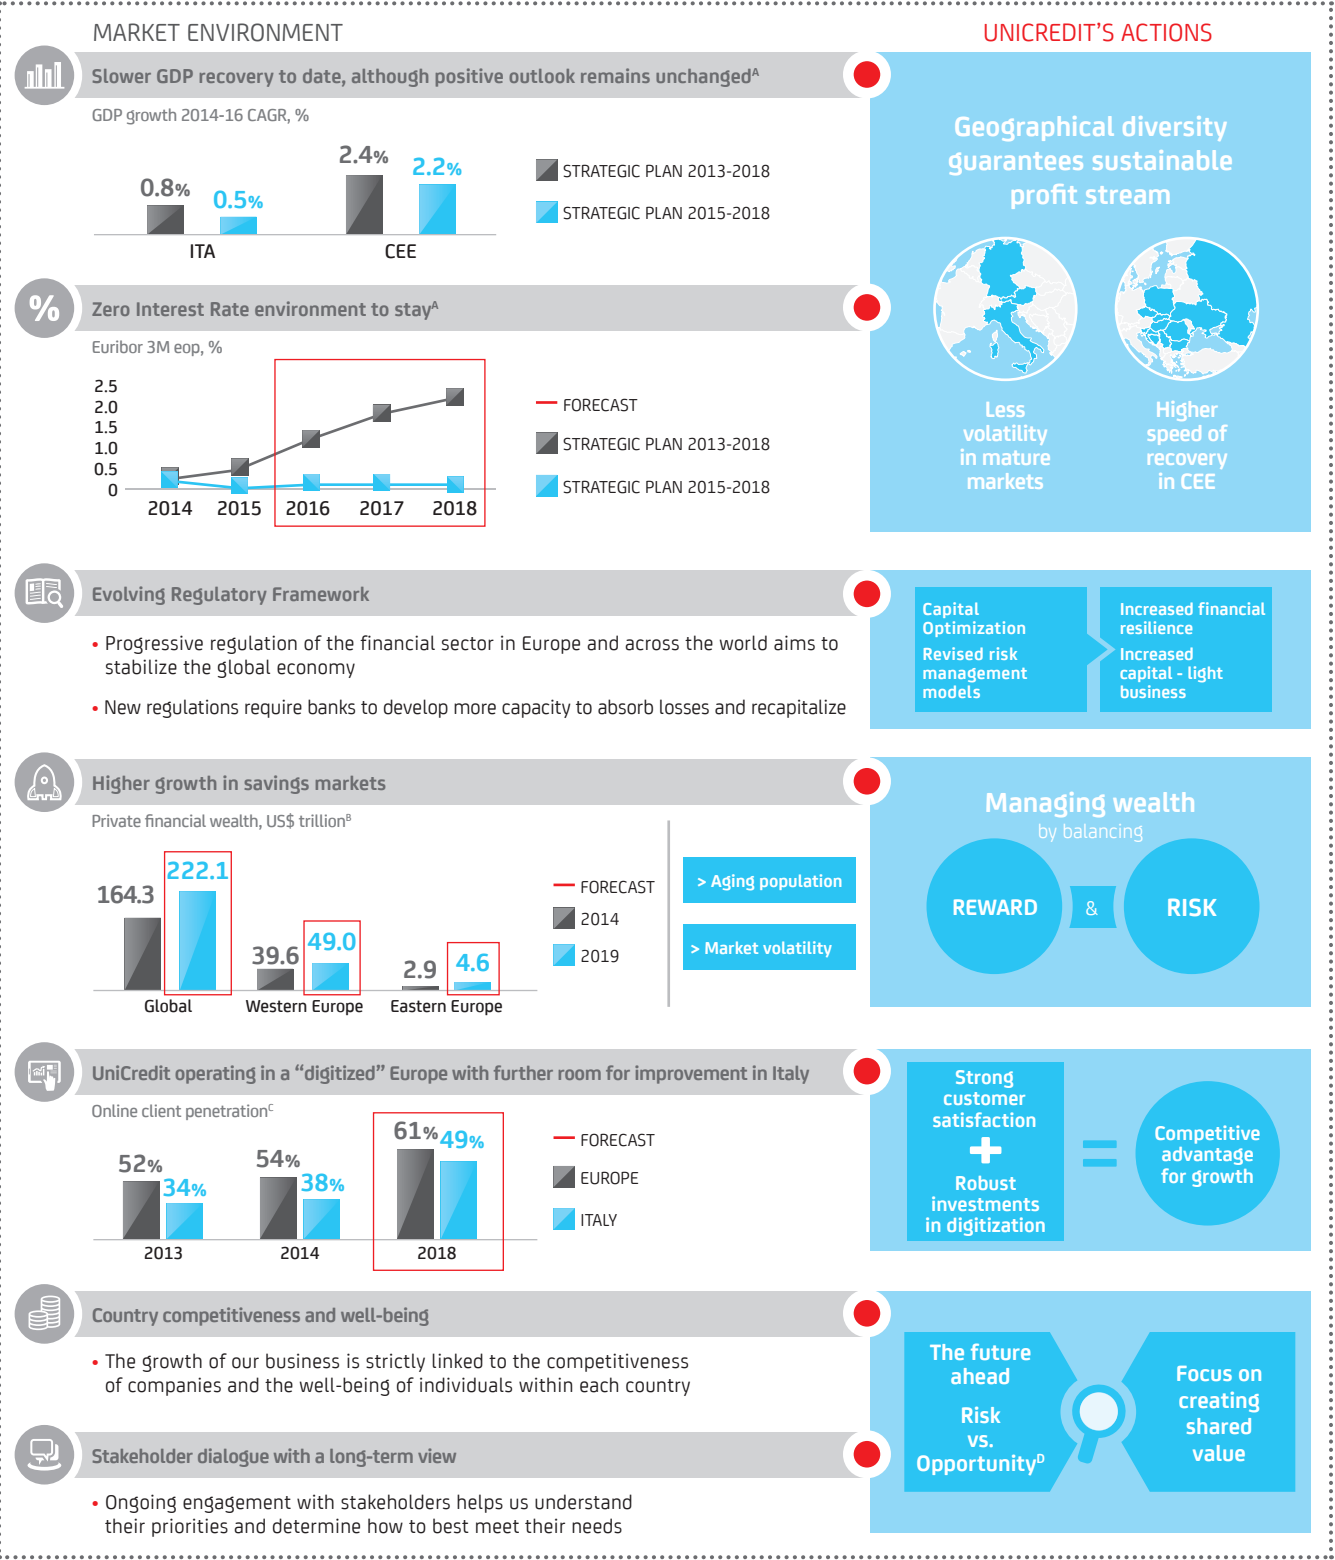 MARKET ENVIRONMENT
UNICREDIT'S ACTIONS
Slower GDP recovery to date, although positive outlook remains unchangedA
GDP growth 2014-16 CAGR, %
0.8%
0.5%
2.4%
2.2%
ITA
CEE
STRATEGIC PLAN 2013-2018
STRATEGIC PLAN 2015-2018
Geographical diversity
guarantees sustainable
profit stream
Less
volatility
in mature
markets
Higher
speed of
recovery
in CEE
%
Zero Interest Rate environment to stayA
Euribor 3M eop, %
2.5
2.0
1.5
1.0
0.5
0
2014
2015
2016
2017
2018
FORECAST
STRATEGIC PLAN 2013-2018
STRATEGIC PLAN 2015-2018
Evolving Regulatory Framework
• Progressive regulation of the financial sector in Europe and across the world aims to
stabilize the global economy
• New regulations require banks to develop more capacity to absorb losses and recapitalize
Capital
Optimization
Revised risk
management
models
Increased financial
resilience
Increased
capital - light
business
Higher growth in savings markets
Private financial wealth, US$ trillionB
164.3
222.1
39.6
49.0
2.9
4.6
Global
Western Europe
Eastern Europe
FORECAST
2014
2019
> Aging population
> Market volatility
Managing wealth
by balancing
REWARD
&
RISK
UniCredit operating in a “digitized” Europe with further room for improvement in Italy
Online client penetrationC
52%
34%
54%
38%
61%
49%
2013
2014
2018
FORECAST
EUROPE
ITALY
Strong
customer
satisfaction
+
Robust
investments
in digitization
=
Competitive
advantage
for growth
Country competitiveness and well-being
• The growth of our business is strictly linked to the competitiveness
of companies and the well-being of individuals within each country
Stakeholder dialogue with a long-term view
• Ongoing engagement with stakeholders helps us understand
their priorities and determine how to best meet their needs
The future
ahead
Risk
vs.
OpportunityD
Focus on
creating
shared
value